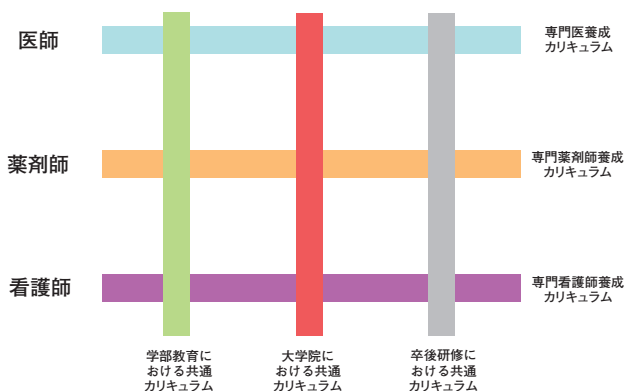 医師
専門医養成
カリキュラム
薬剤師
専門薬剤師養成
カリキュラム
看護師
専門看護師養成
カリキュラム
学部教育に
おける共通
カリキュラム
大学院に
おける共通
カリキュラム
卒後研修に
おける共通
カリキュラム